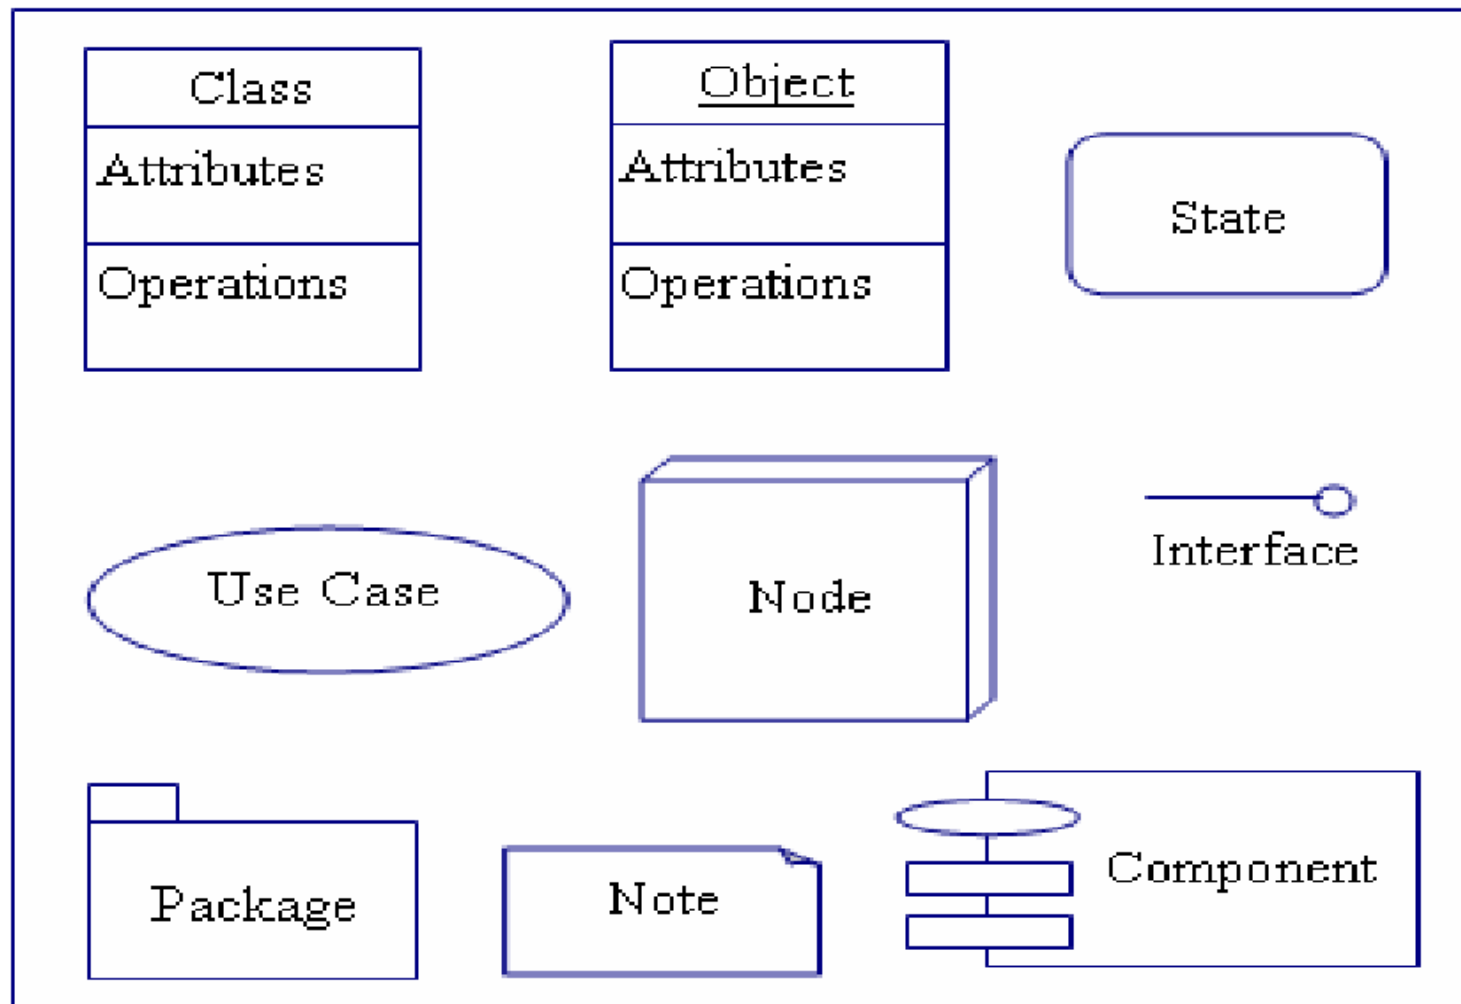 Class
Attributes
Operations
Object
Attributes
Operations
State
Use Case
Node
Interface
Package
Note
Component